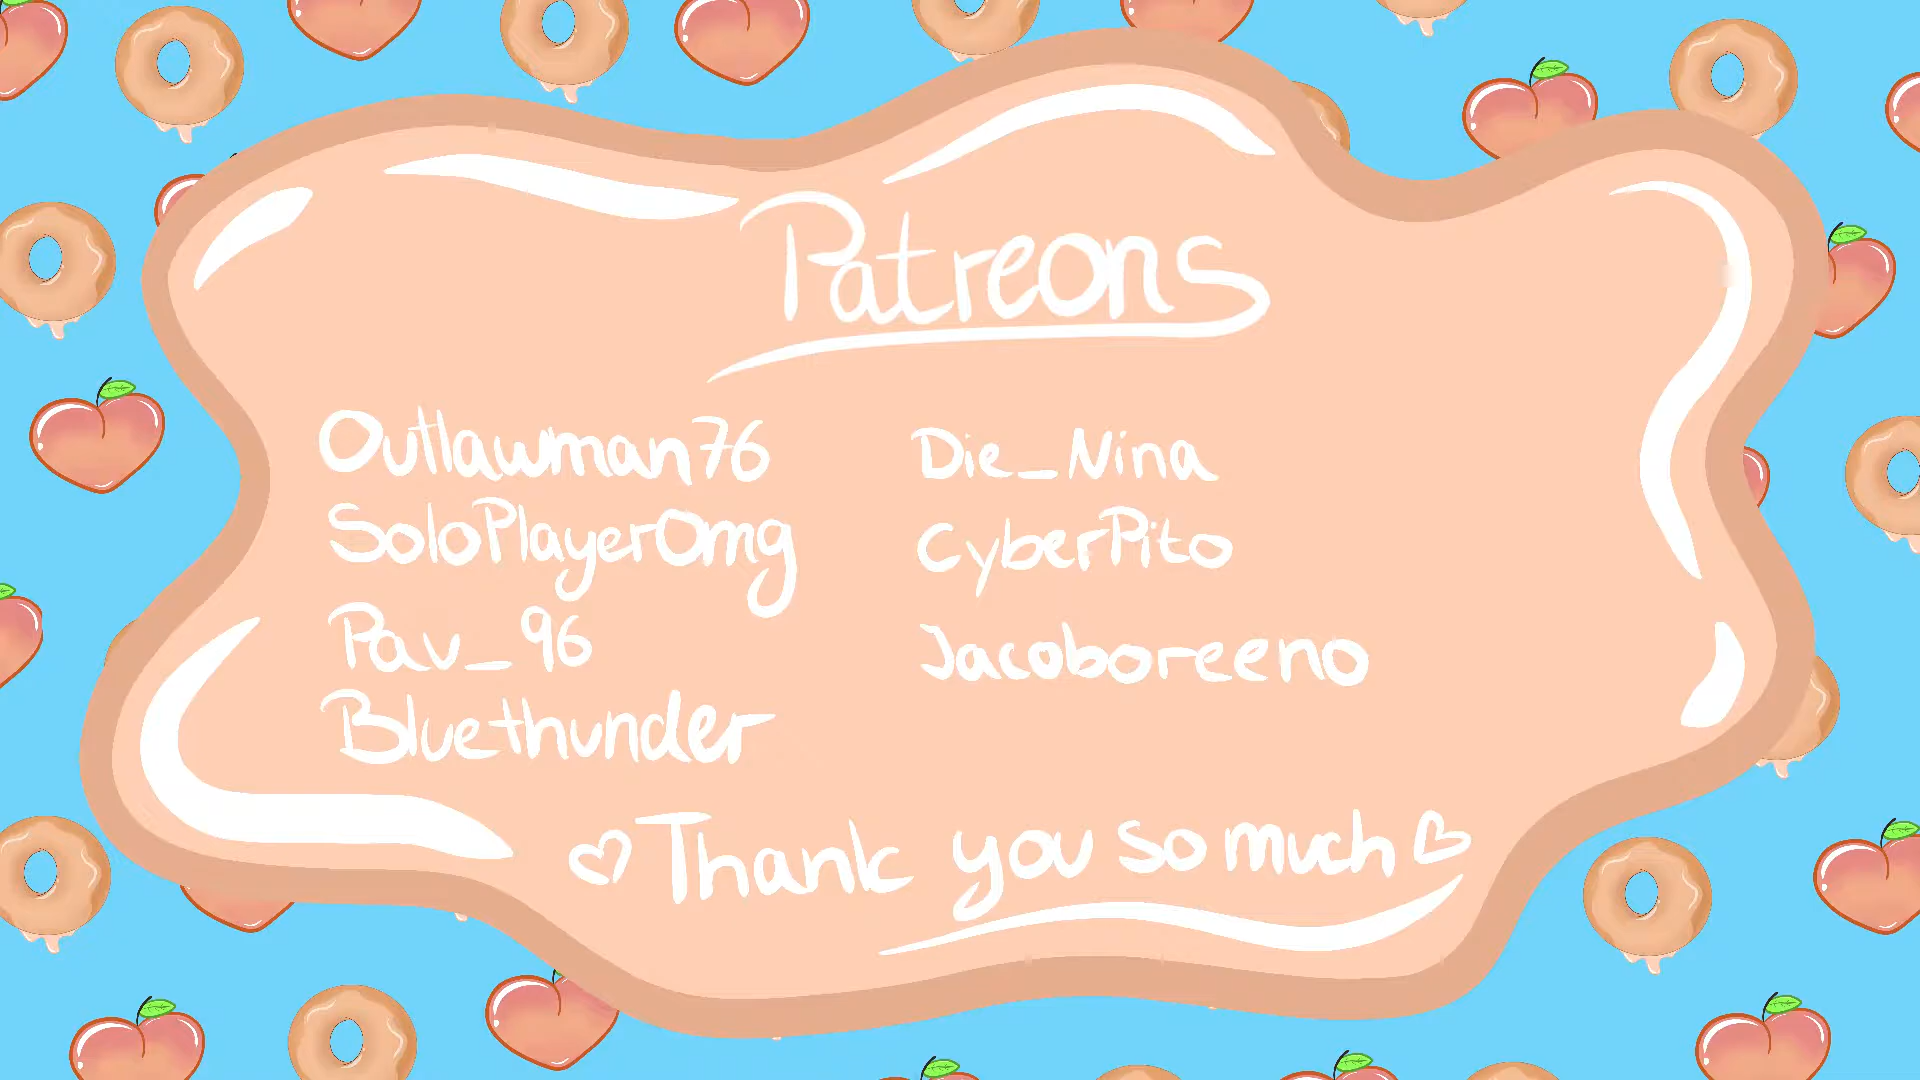 Patreons
Outlawman76
SoloPlayerOmg
Pav_96
Bluethunder
Die_Nina
CyberPito
Jacoboreeno
♡Thank you so much♡